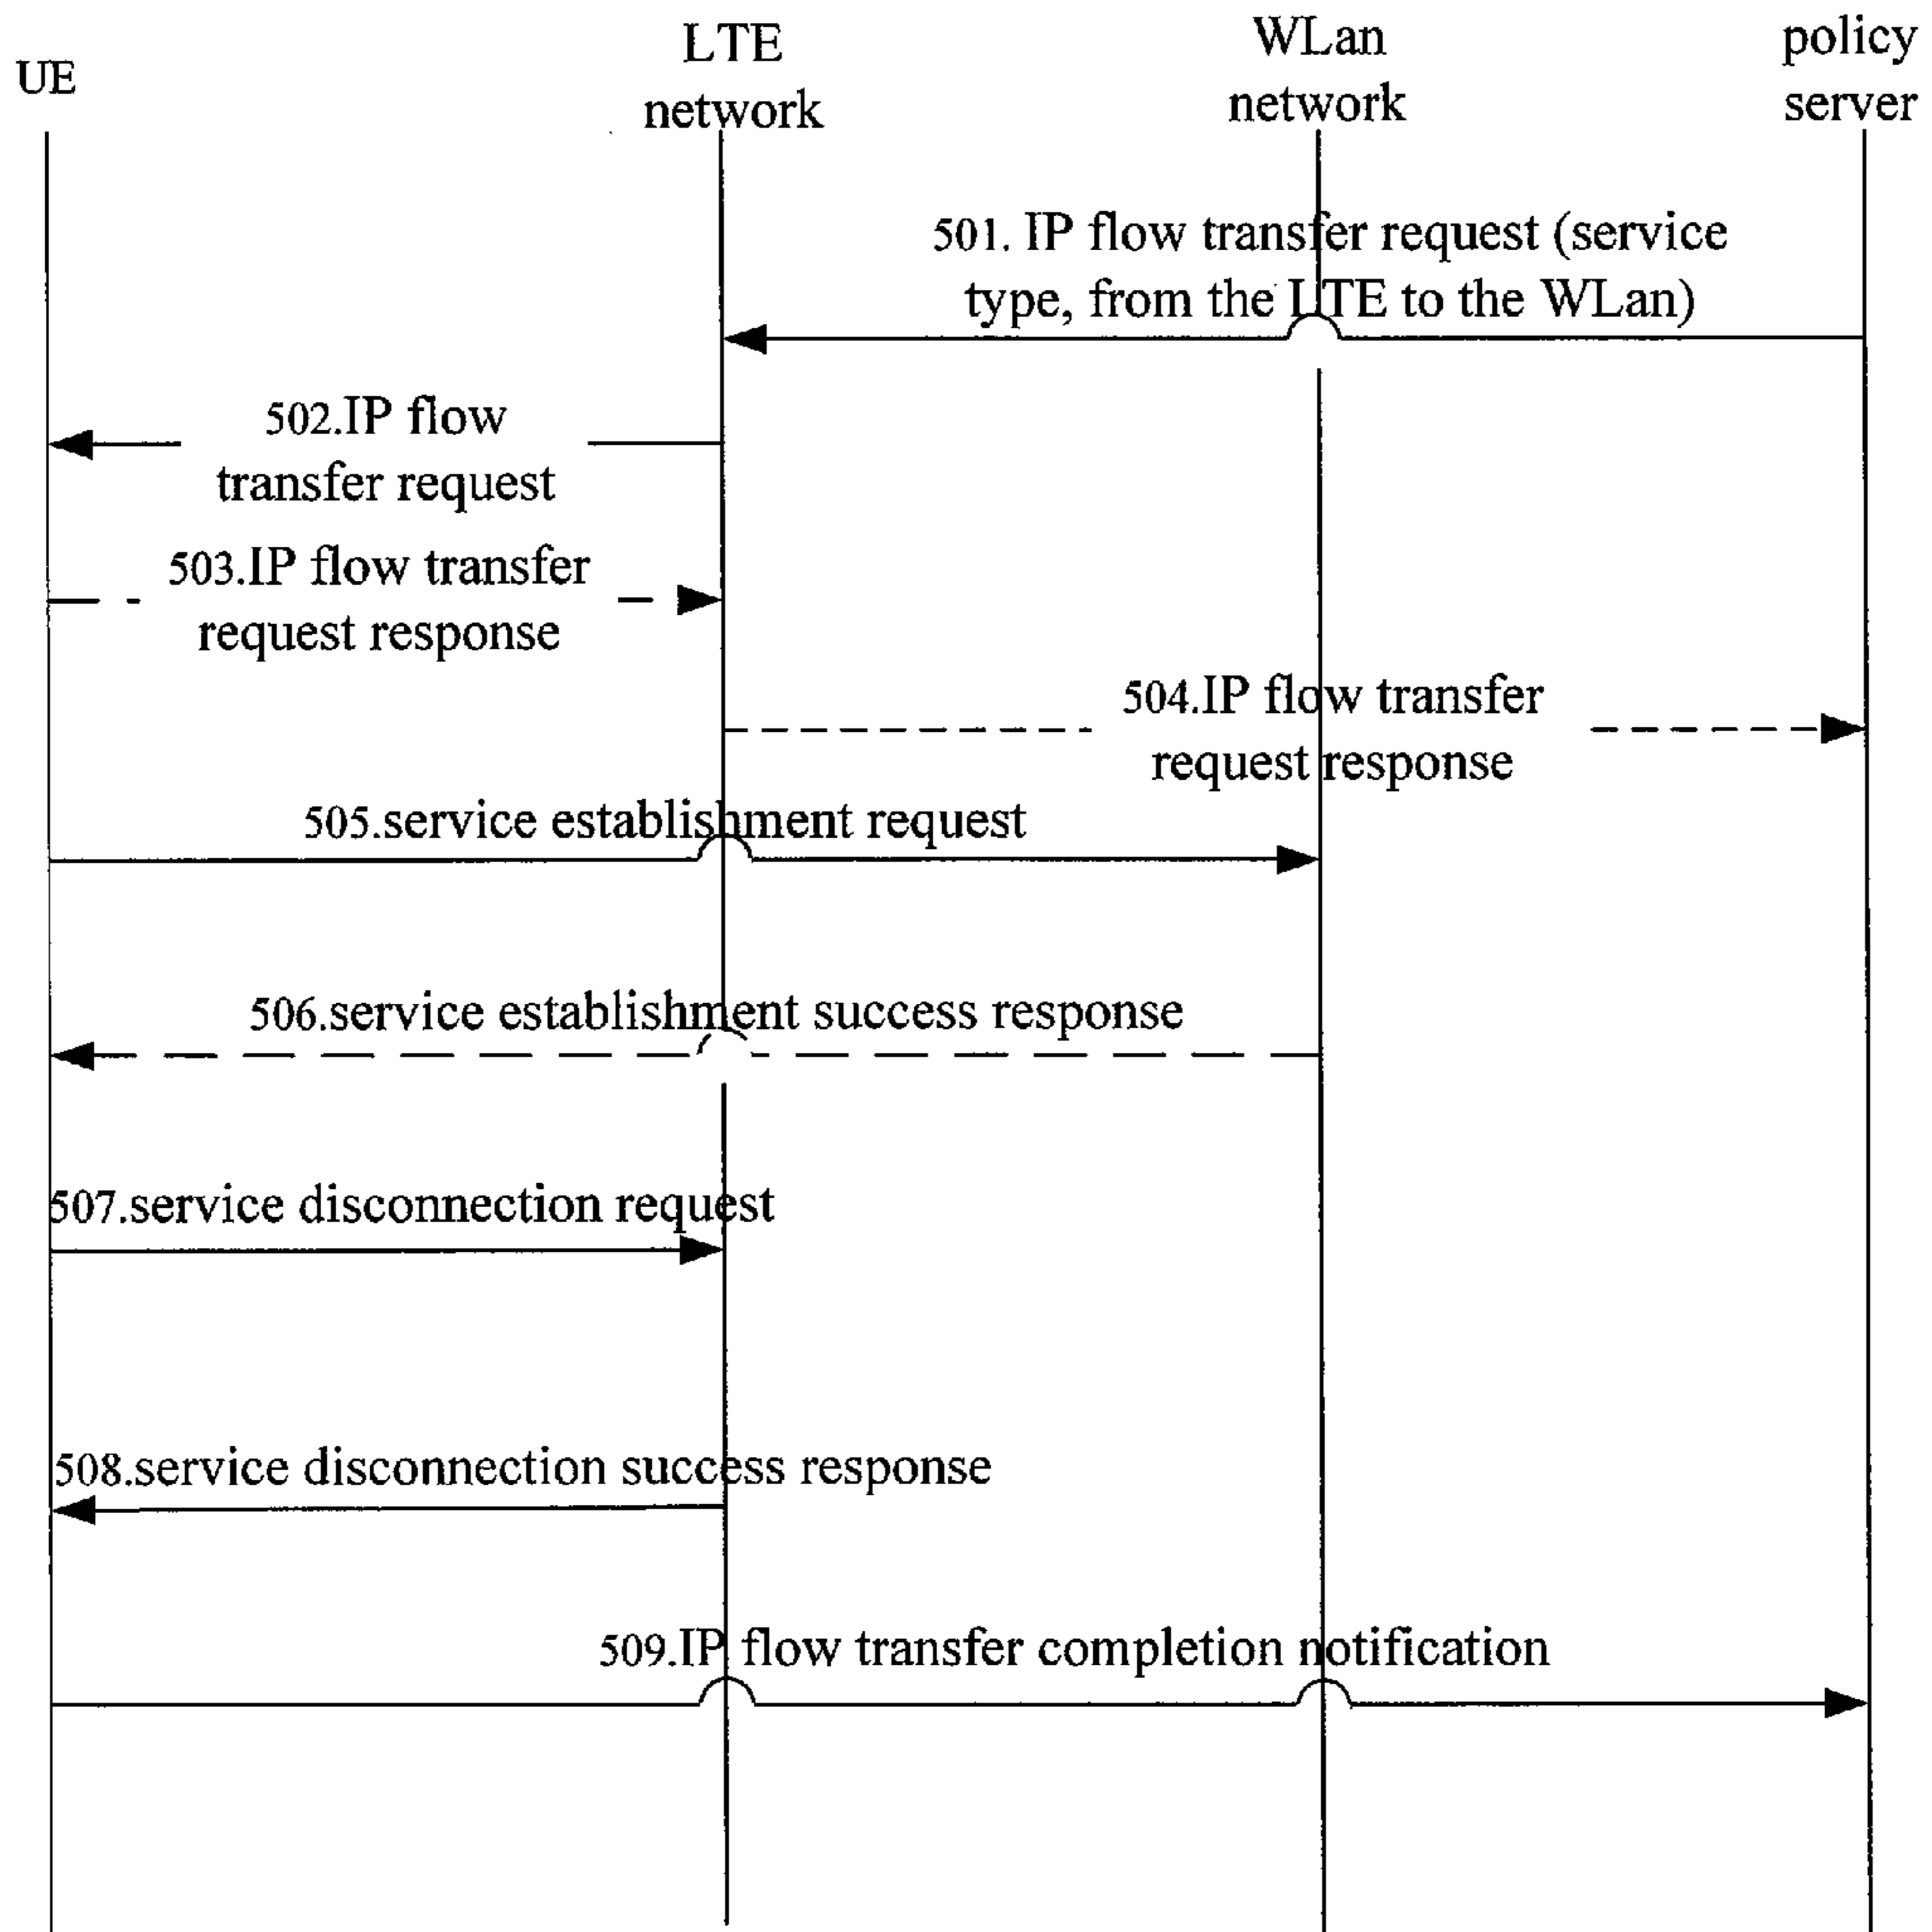 UE
LTE
network
WLan
network
policy
server
501. IP flow transfer request (service
type, from the LTE to the WLan)
502.IP flow
transfer request
503.IP flow transfer
request response
504.IP flow transfer
request response
505.service establishment request
506.service establishment success response
507.service disconnection request
508.service disconnection success response
509.IP flow transfer completion notification